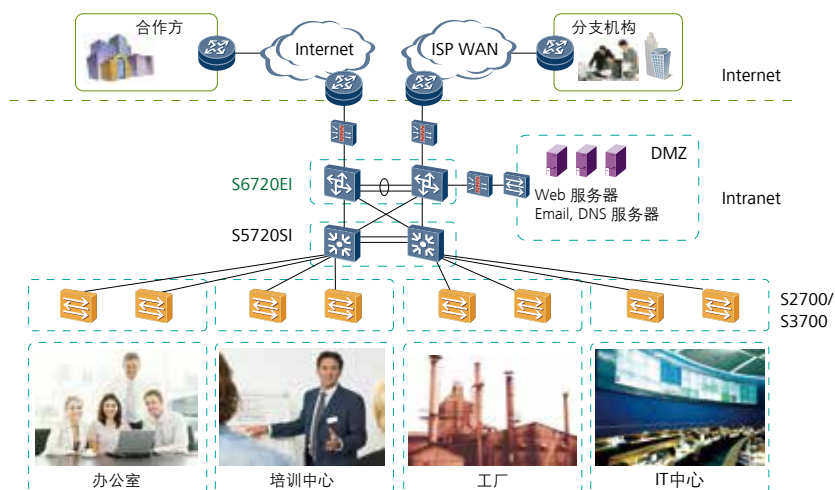 合作方
Internet
ISP WAN
分支机构
Internet
DMZ
S6720EI
Web 服务器
Email, DNS 服务器
Intranet
S5720SI
S2700/
S3700
办公室
培训中心
工厂
IT中心